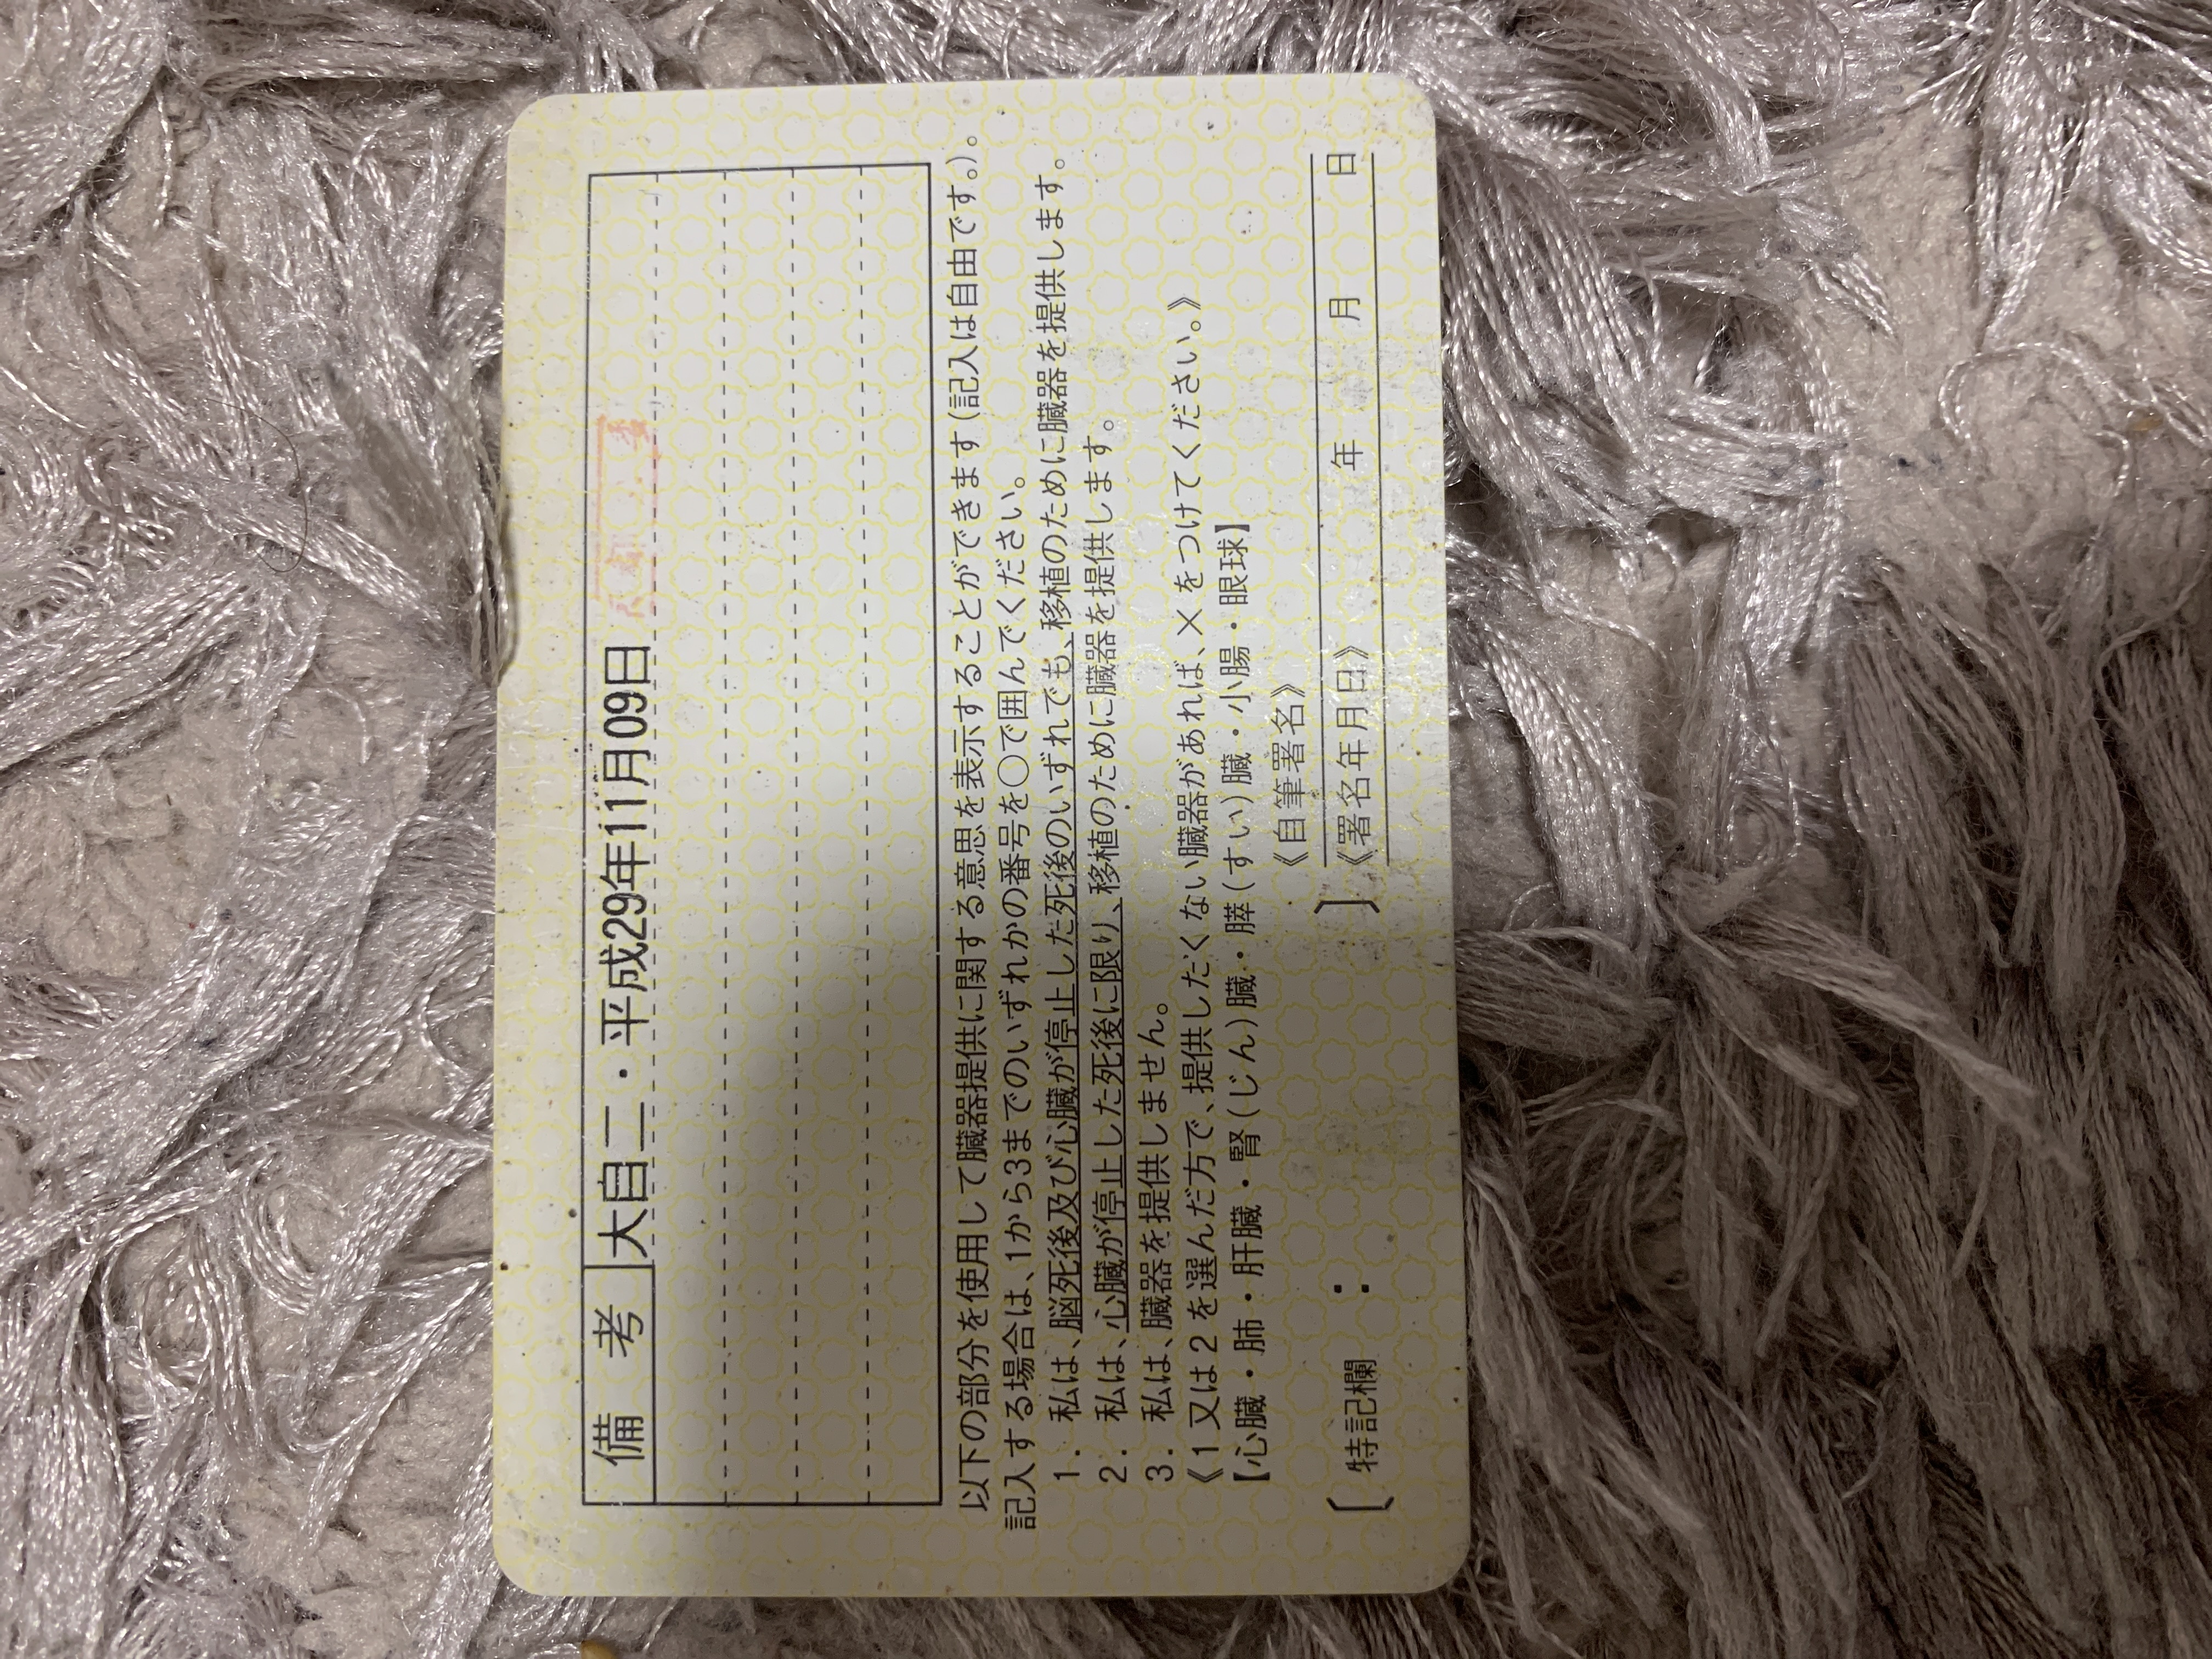 備考 大自二・平成29年11月09日
以下の部分を使用して臓器提供に関する意思を表示することができます(記入は自由です。)。
記入する場合は、1から3までのいずれかの番号を○で囲んでください。
1. 私は、脳死後及び心臓が停止した死後のいずれでも、移植のために臓器を提供します。
2. 私は、心臓が停止した死後に限り、移植のために臓器を提供します。
3. 私は、臓器を提供しません。
《1又は2を選んだ方で、提供したくない臓器があれば、×をつけてください。》
【心臓・肺・肝臓・腎(じん)臓・膵(すい)臓・小腸・眼球】
《自筆署名》
〔特記欄: 〕
《署名年月日》 年 月 日